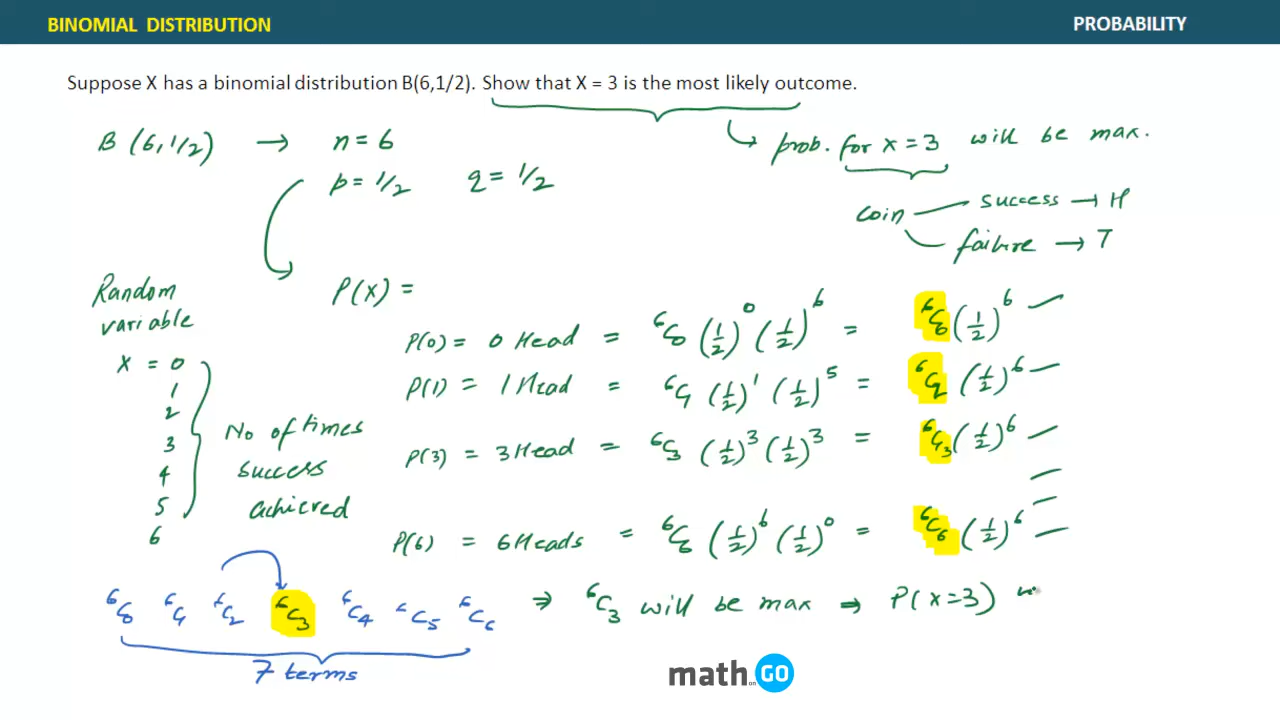 BINOMIAL DISTRIBUTION
PROBABILITY
Suppose X has a binomial distribution B(6,1/2). Show that X = 3 is the most likely outcome.
B (6, 1/2) → n = 6
p = 1/2 q = 1/2
prob. for x = 3 will be max.
coin
success → H
failure → T
Random variable
X = 0
1
2
3
4
5
6
No of times
success
achieved
P(X) =
P(0) = 0 Head = ⁶C₀ (1/2)⁰ (1/2)⁶ = ⁶C₀ (1/2)⁶
P(1) = 1 Head = ⁶C₁ (1/2)¹ (1/2)⁵ = ⁶C₂ (1/2)⁶
P(3) = 3 Head = ⁶C₃ (1/2)³ (1/2)³ = ⁶C₃ (1/2)⁶
P(6) = 6 Heads = ⁶C₆ (1/2)⁶ (1/2)⁰ = ⁶C₆ (1/2)⁶
⁶C₀ ⁶C₁ ⁶C₂ ⁶C₃ ⁶C₄ ⁶C₅ ⁶C₆ ⇒ ⁶C₃ will be max ⇒ P(X=3)
7 terms
math on GO